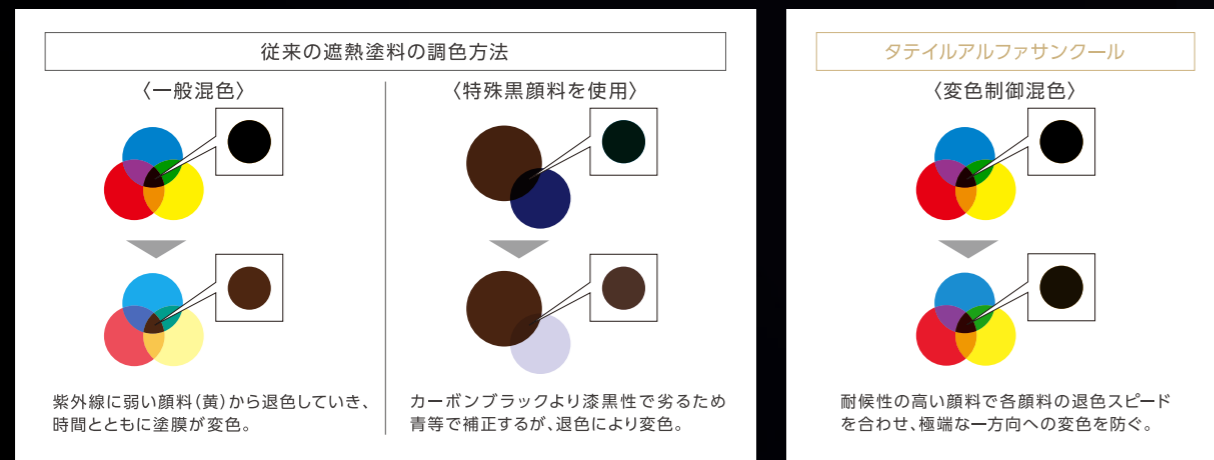 従来の遮熱塗料の調色方法
〈一般混色〉
紫外線に弱い顔料(黄)から退色していき、
時間とともに塗膜が変色。
〈特殊黒顔料を使用〉
カーボンブラックより漆黒性で劣るため
青等で補正するが、退色により変色。
タテイルアルファサンクール
〈変色制御混色〉
耐候性の高い顔料で各顔料の退色スピード
を合わせ、極端な一方向への変色を防ぐ。